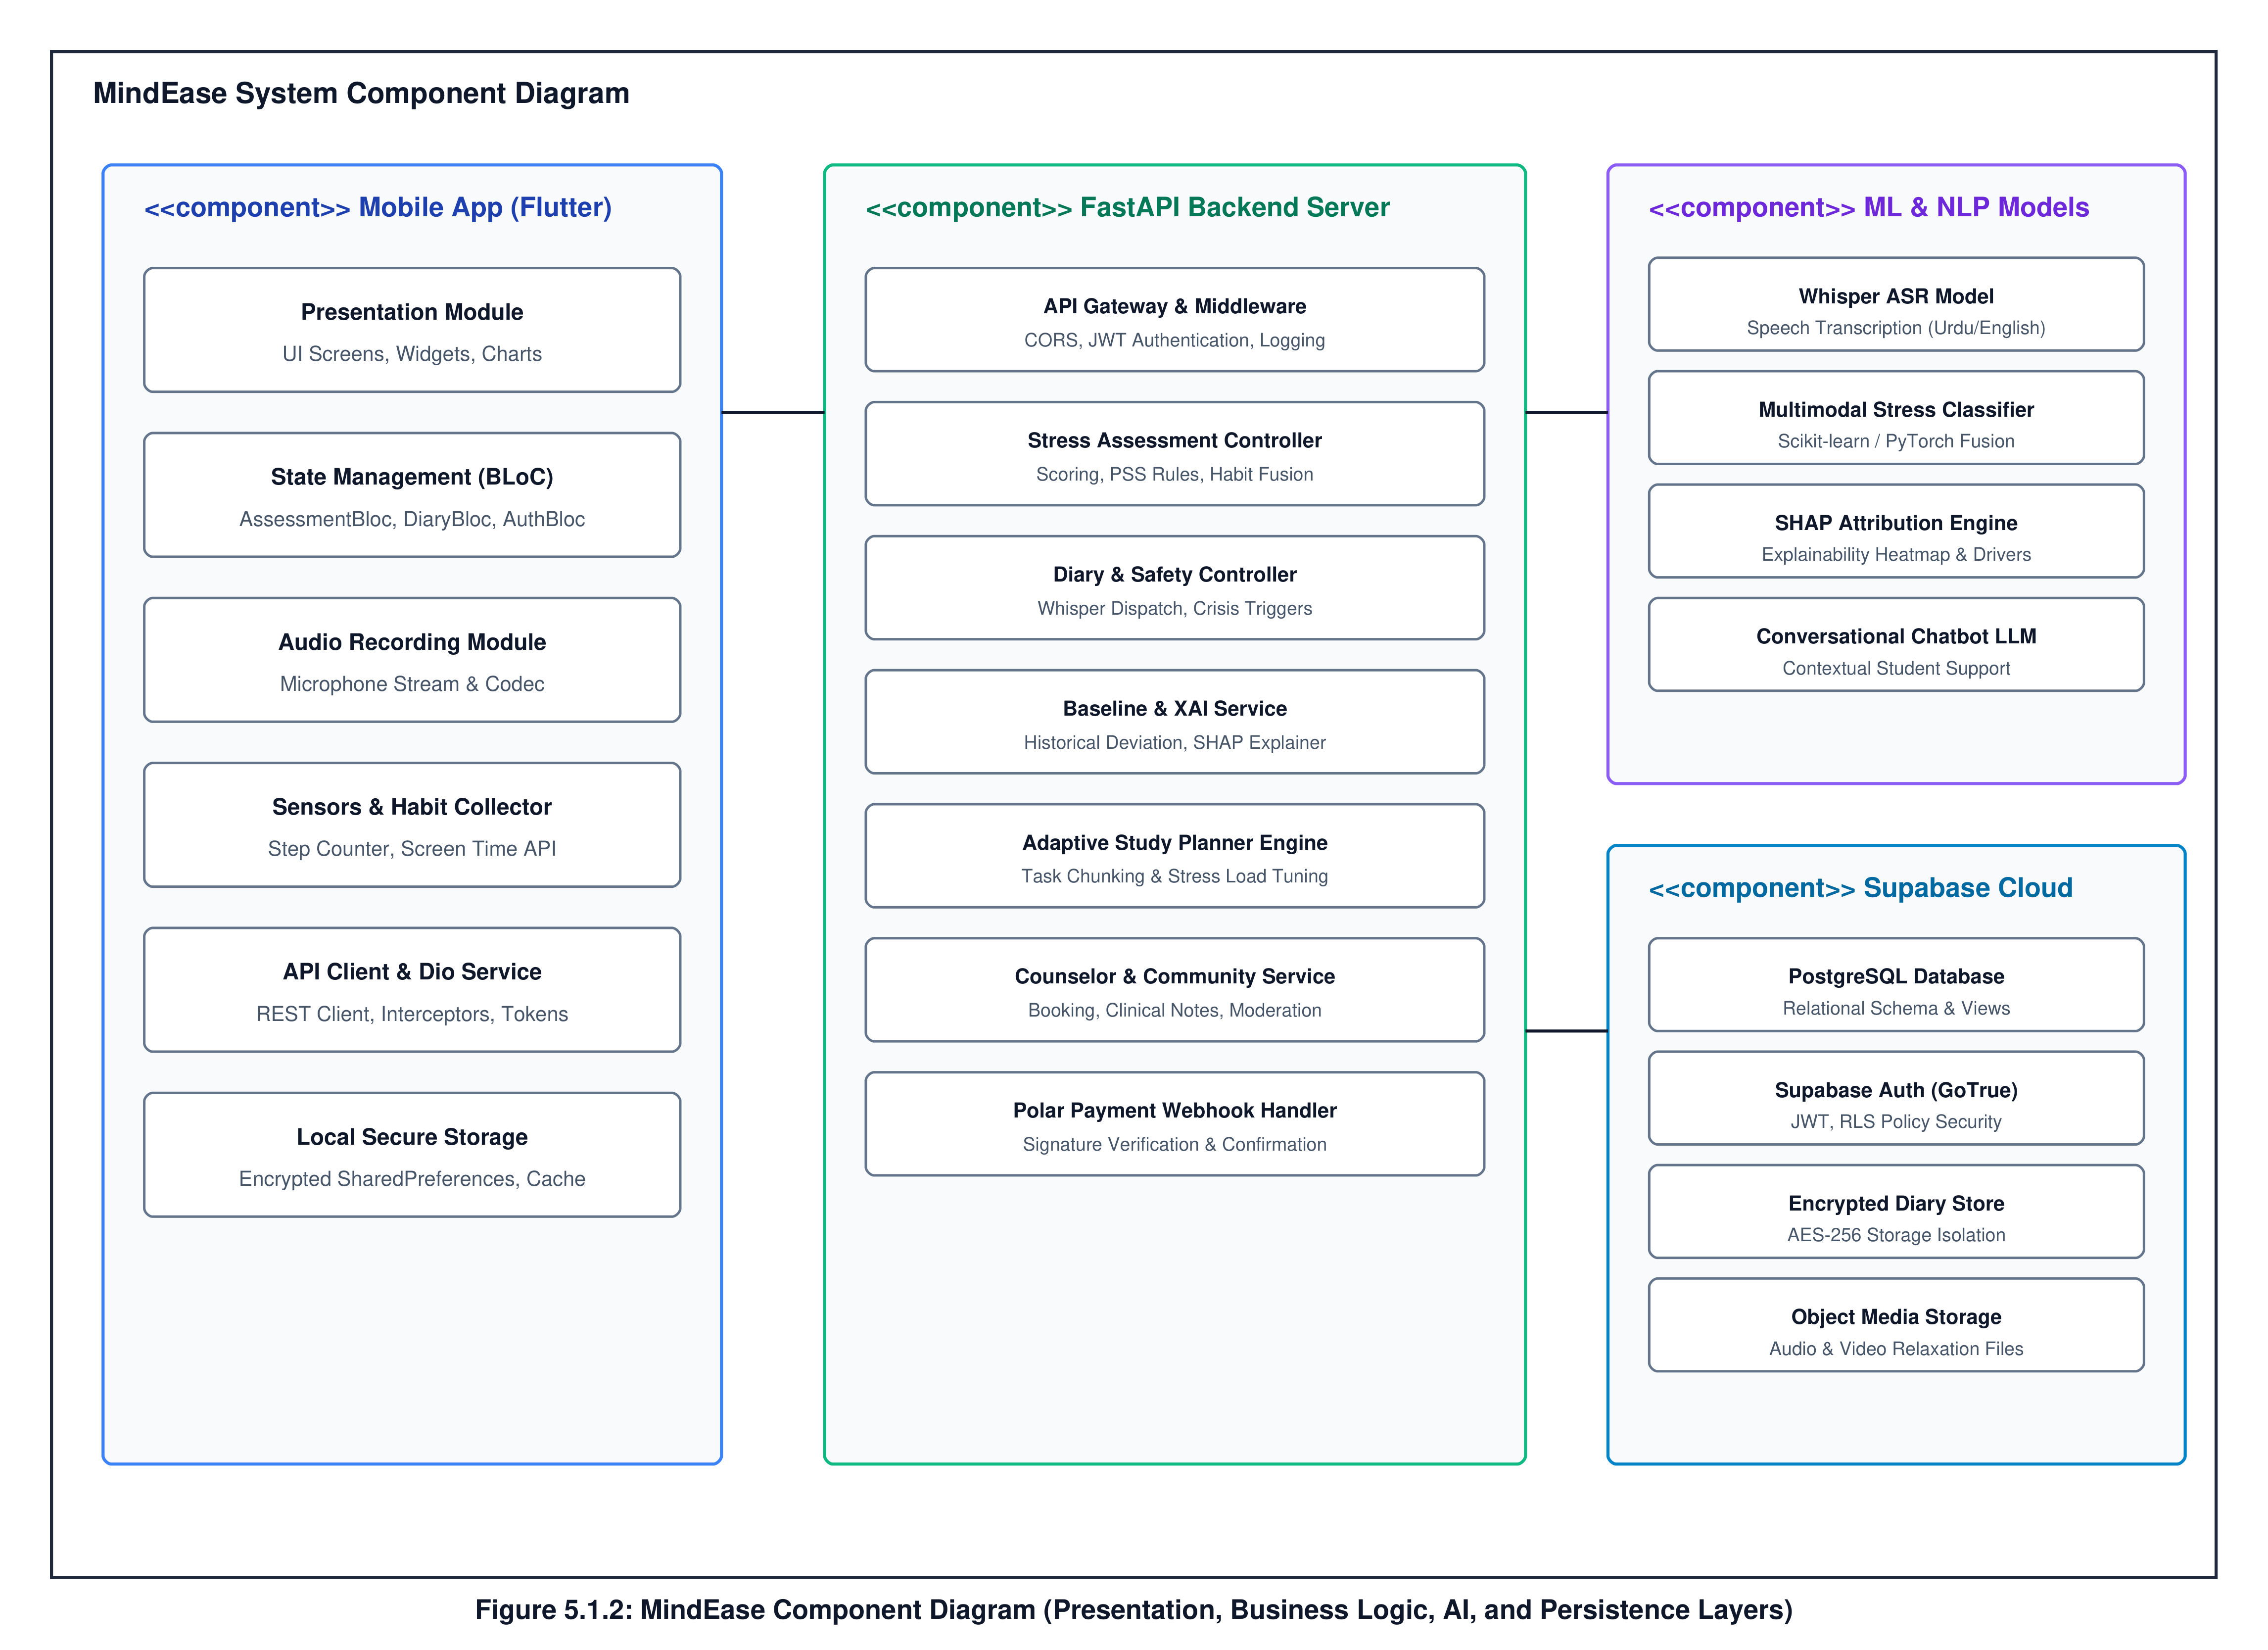 MindEase System Component Diagram
<<component>> Mobile App (Flutter)
Presentation Module
UI Screens, Widgets, Charts
State Management (BLoC)
AssessmentBloc, DiaryBloc, AuthBloc
Audio Recording Module
Microphone Stream & Codec
Sensors & Habit Collector
Step Counter, Screen Time API
API Client & Dio Service
REST Client, Interceptors, Tokens
Local Secure Storage
Encrypted SharedPreferences, Cache
<<component>> FastAPI Backend Server
API Gateway & Middleware
CORS, JWT Authentication, Logging
Stress Assessment Controller
Scoring, PSS Rules, Habit Fusion
Diary & Safety Controller
Whisper Dispatch, Crisis Triggers
Baseline & XAI Service
Historical Deviation, SHAP Explainer
Adaptive Study Planner Engine
Task Chunking & Stress Load Tuning
Counselor & Community Service
Booking, Clinical Notes, Moderation
Polar Payment Webhook Handler
Signature Verification & Confirmation
<<component>> ML & NLP Models
Whisper ASR Model
Speech Transcription (Urdu/English)
Multimodal Stress Classifier
Scikit-learn / PyTorch Fusion
SHAP Attribution Engine
Explainability Heatmap & Drivers
Conversational Chatbot LLM
Contextual Student Support
<<component>> Supabase Cloud
PostgreSQL Database
Relational Schema & Views
Supabase Auth (GoTrue)
JWT, RLS Policy Security
Encrypted Diary Store
AES-256 Storage Isolation
Object Media Storage
Audio & Video Relaxation Files
Figure 5.1.2: MindEase Component Diagram (Presentation, Business Logic, AI, and Persistence Layers)